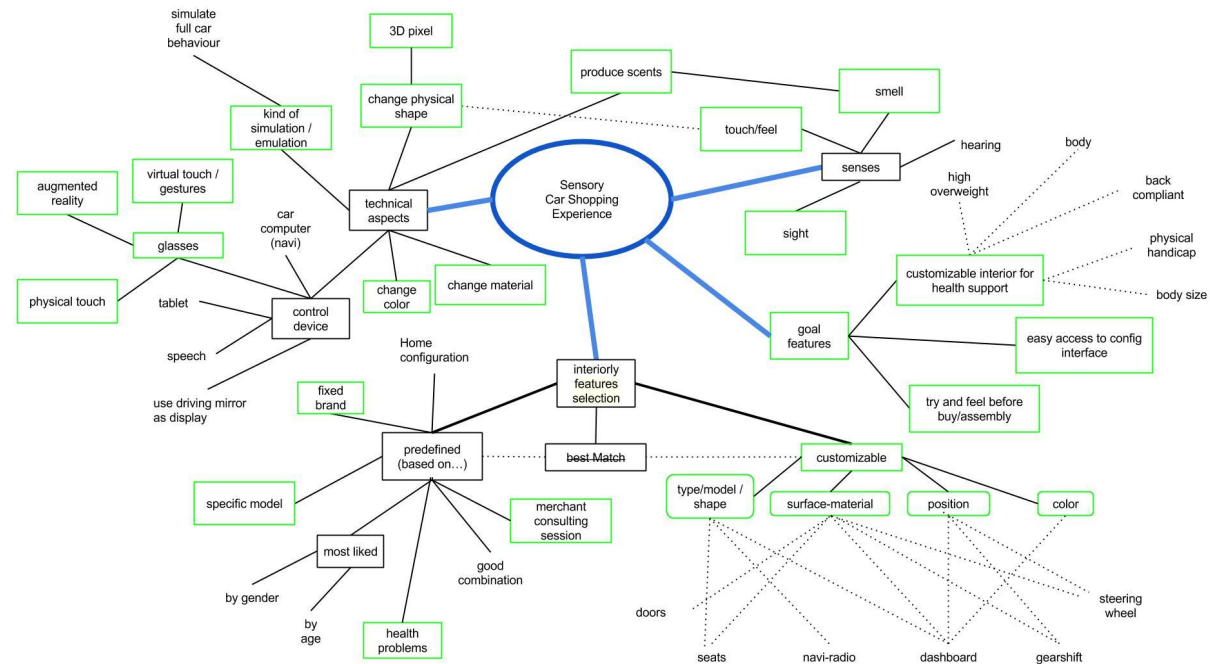 simulate
full car
behaviour
3D pixel
produce scents
smell
change physical
shape
kind of
simulation /
emulation
touch/feel
hearing
body
senses
high
overweight
back
compliant
virtual touch /
gestures
augmented
reality
technical
aspects
Sensory
Car Shopping
Experience
car
computer
(navi)
sight
glasses
physical
handicap
customizable interior for
health support
physical touch
tablet
control
device
change
color
change material
body size
goal
features
easy access to config
interface
speech
Home
configuration
interiorly
features
selection
use driving mirror
as display
fixed
brand
try and feel before
buy/assembly
predefined
(based on...)
best Match
customizable
specific model
type/model /
shape
surface-material
position
color
merchant
consulting
session
most liked
good
combination
by gender
by
age
health
problems
doors
steering
wheel
seats
navi-radio
dashboard
gearshift